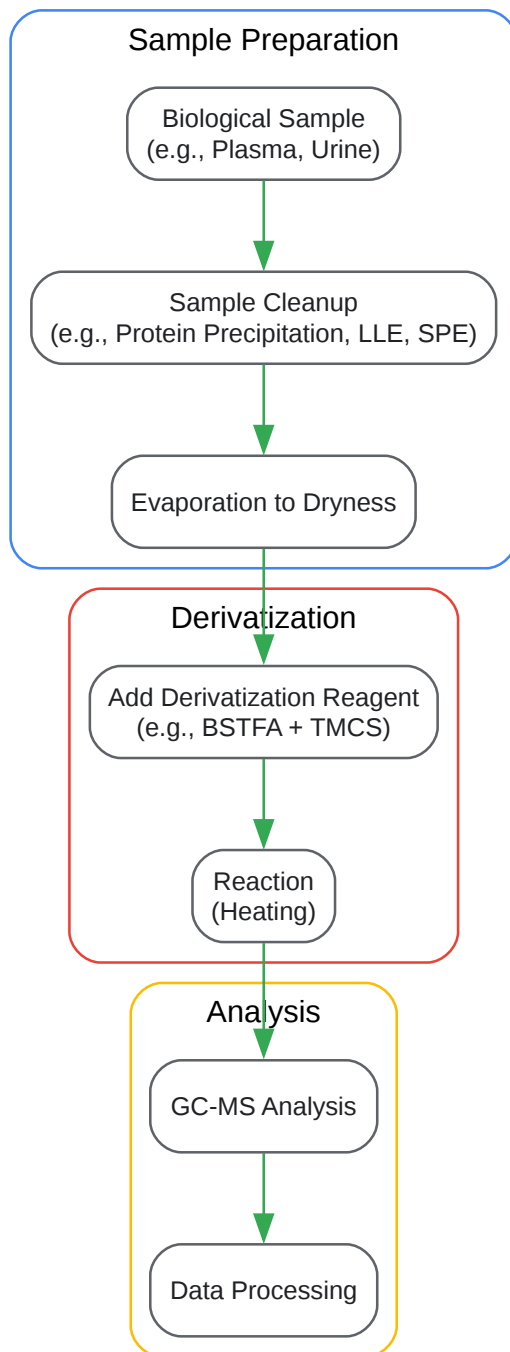 Sample Preparation
Biological Sample
(e.g., Plasma, Urine)
Sample Cleanup
(e.g., Protein Precipitation, LLE, SPE)
Evaporation to Dryness
Derivatization
Add Derivatization Reagent
(e.g., BSTFA + TMCS)
Reaction
(Heating)
Analysis
GC-MS Analysis
Data Processing